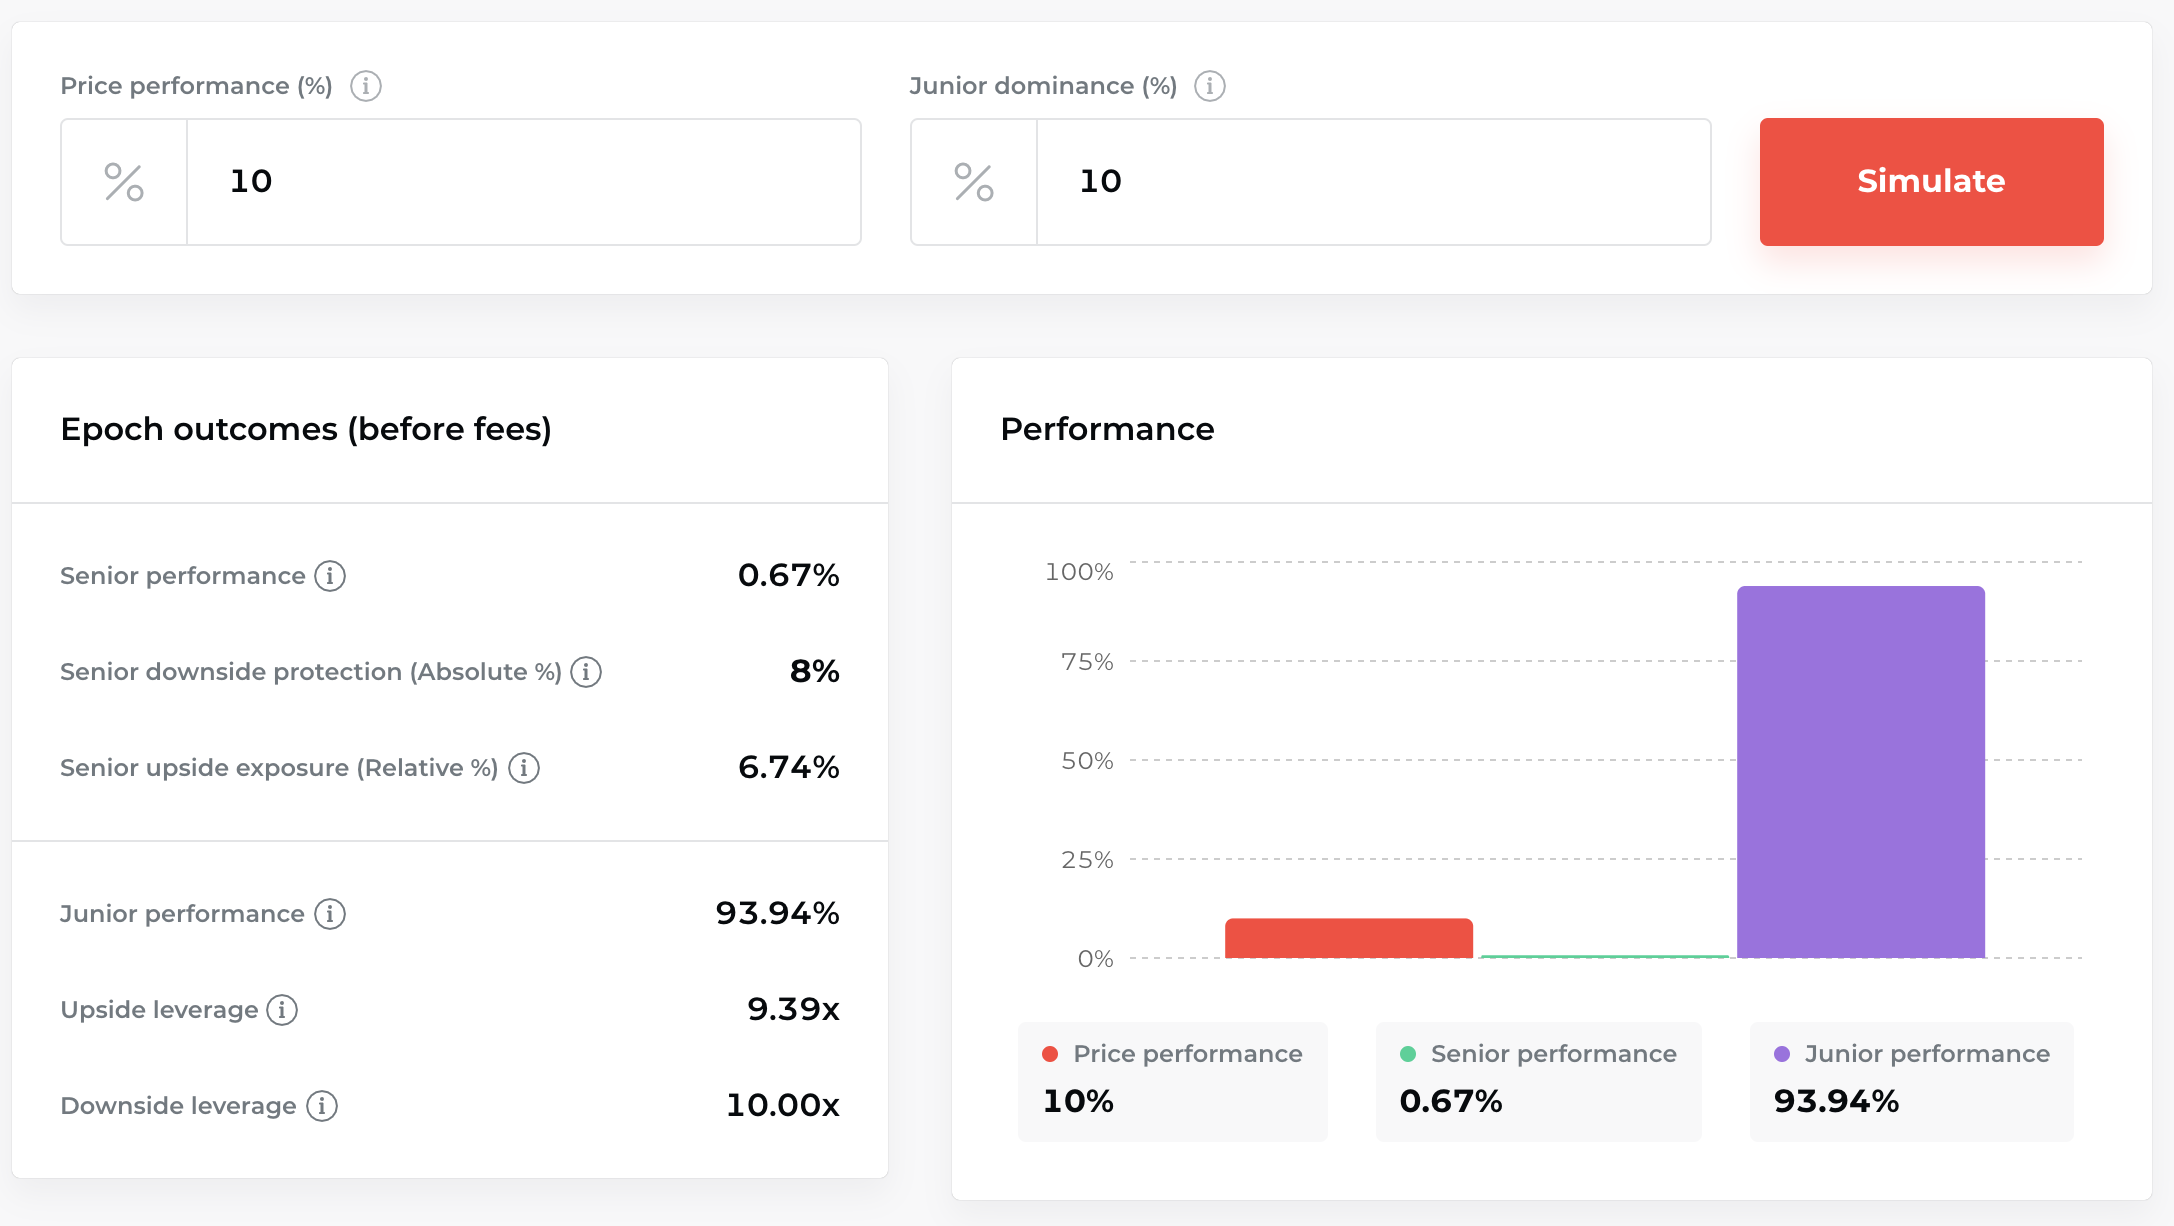 Price performance (%)
Junior dominance (%)
% 10
% 10
Simulate
Epoch outcomes (before fees)
Senior performance 0.67%
Senior downside protection (Absolute %) 8%
Senior upside exposure (Relative %) 6.74%
Junior performance 93.94%
Upside leverage 9.39x
Downside leverage 10.00x
Performance
100%
75%
50%
25%
0%
Price performance
10%
Senior performance
0.67%
Junior performance
93.94%